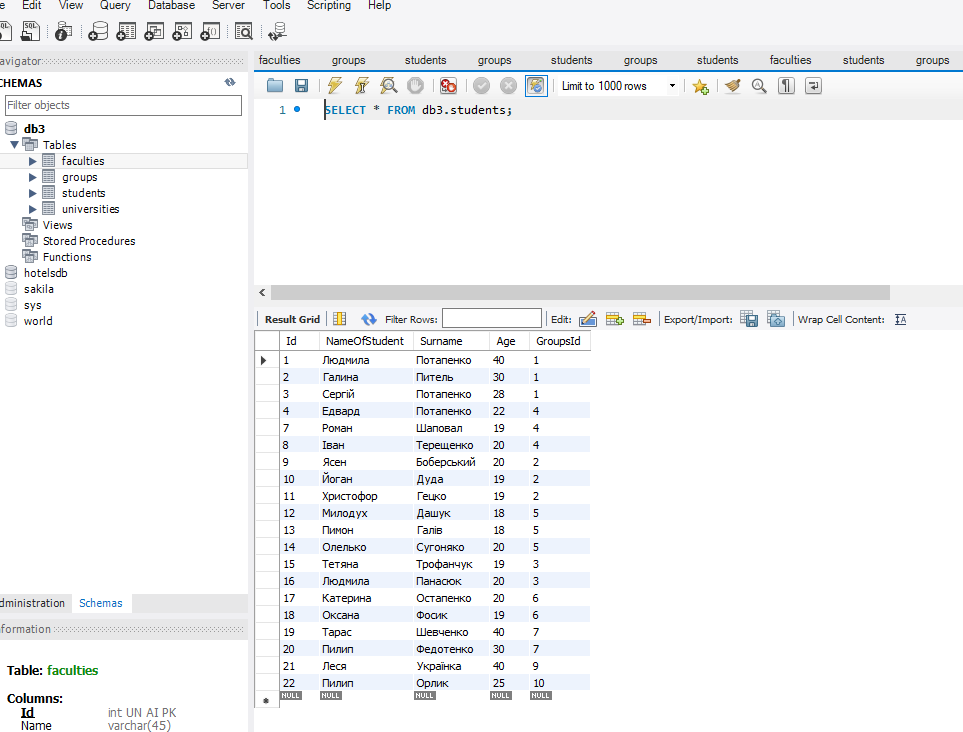 e Edit View Query Database Server Tools Scripting Help
SQL SQL
avigator
faculties groups students groups students groups students faculties students groups
CHEMAS
Filter objects
Limit to 1000 rows
1 SELECT * FROM db3.students;
db3
Tables
faculties
groups
students
universities
Views
Stored Procedures
Functions
hotelsdb
sakila
sys
world
Result Grid Filter Rows: Edit: Export/Import: Wrap Cell Content:
Id NameOfStudent Surname Age GroupsId
1 Людмила Потапенко 40 1
2 Галина Питель 30 1
3 Сергій Потапенко 28 1
4 Едвард Потапенко 22 4
7 Роман Шаповал 19 4
8 Іван Терещенко 20 4
9 Ясен Боберський 20 2
10 Йоган Дуда 19 2
11 Христофор Гецко 19 2
12 Милодух Дашук 18 5
13 Пимон Галів 18 5
14 Олелько Сугоняко 20 5
15 Тетяна Трофанчук 19 3
16 Людмила Панасюк 20 3
17 Катерина Остапенко 20 6
18 Оксана Фосик 19 6
19 Тарас Шевченко 40 7
20 Пилип Федотенко 30 7
21 Леся Українка 40 9
22 Пилип Орлик 25 10
NULL NULL NULL NULL NULL
dministration Schemas
nformation
Table: faculties
Columns:
Id int UN AI PK
Name varchar(45)